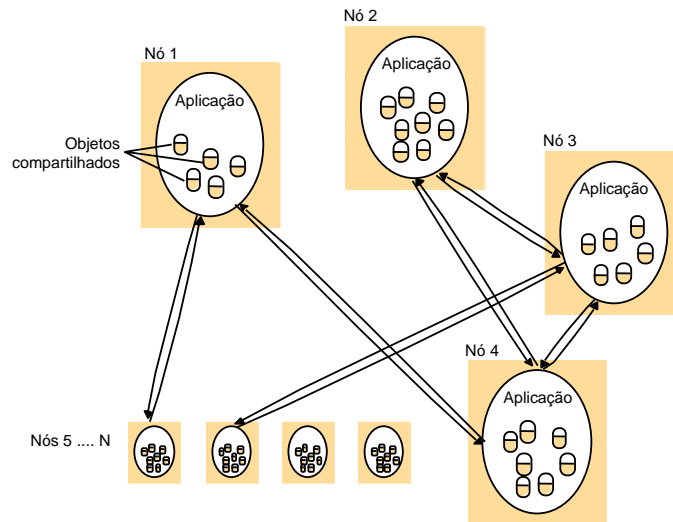 Nó 2
Nó 1
Aplicação
Aplicação
Objetos
compartilhados
Nó 3
Aplicação
Nó 4
Aplicação
Nós 5 .... N